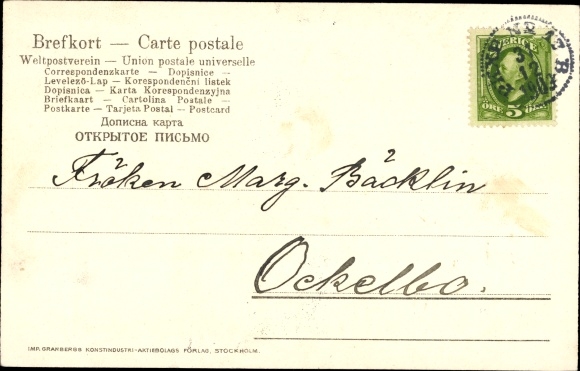 Brefkort — Carte postale
Weltpostverein — Union postale universelle
Correspondenzkarte — Dopisnice —
Levelező-Lap — Korespondenční listek
Dopisnica — Karta Korespondenzyjna
Briefkaart — Cartolina Postale —
Postkarte — Tarjeta Postal — Postcard
Дописна карта
ОТКРЫТОЕ ПИСЬМО
SVERIGE
5
ÖRE
Fröken Marg. Bäcklin
Ockelbo.
IMP. GRANBERGS KONSTINDUSTRI-AKTIEBOLAGS FÖRLAG, STOCKHOLM.